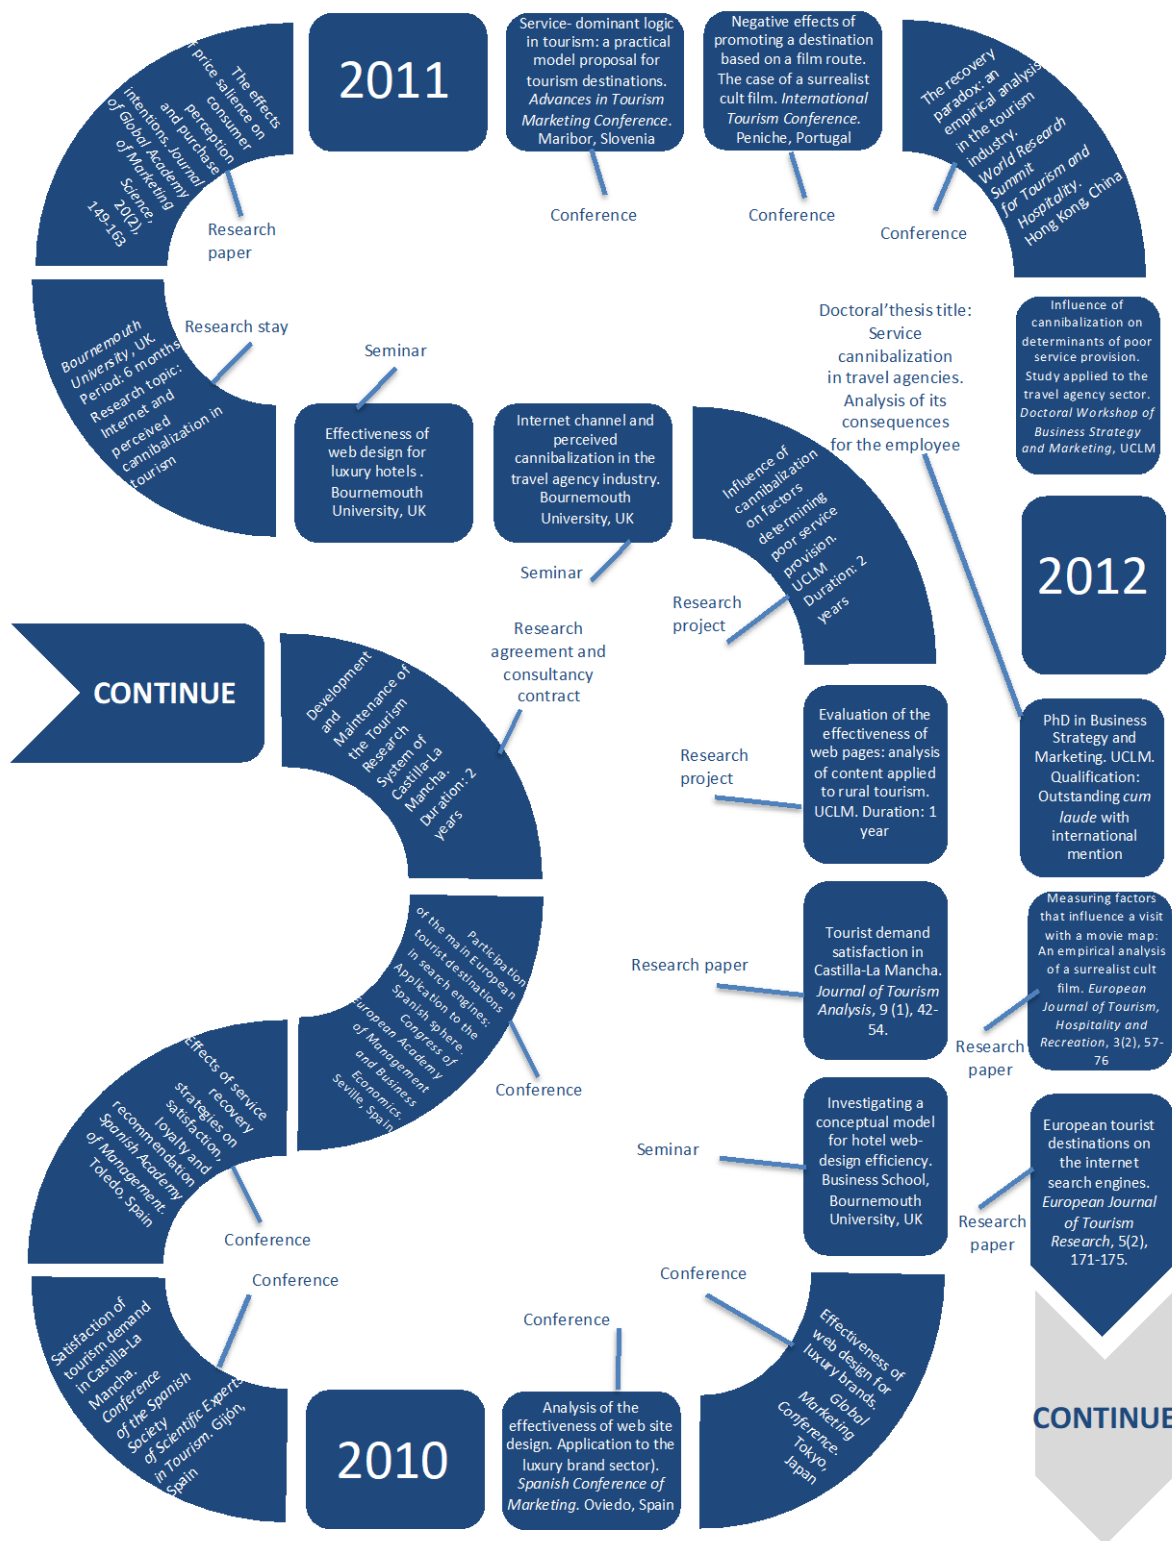 CONTINUE
Development
and
Maintenance of
the Tourism
Research
System of
Castilla-La
Mancha.
Duration: 2
years
Research
agreement and
consultancy
contract
Participation
of the main European
tourist destinations
in search engines:
Application to the
Spanish sphere.
Congress of
European Academy
of Management
and Business
Economics.
Seville, Spain
Conference
Effects of service
recovery
strategies on
satisfaction,
loyalty and
recommendation
Spanish Academy
of Management.
Toledo, Spain
Conference
Satisfaction of
tourism demand
in Castilla-La
Mancha.
Conference
of the Spanish
Society
of Scientific Experts
in Tourism. Gijón,
Spain
Conference
2010
Analysis of the
effectiveness of web site
design. Application to the
luxury brand sector).
Spanish Conference of
Marketing. Oviedo, Spain
Conference
Effectiveness of
web design for
luxury brands.
Global
Marketing
Conference.
Tokyo,
Japan
Conference
Investigating a
conceptual model
for hotel web-
design efficiency.
Business School,
Bournemouth
University, UK
Seminar
Tourist demand
satisfaction in
Castilla-La Mancha.
Journal of Tourism
Analysis, 9 (1), 42-
54.
Research paper
Evaluation of the
effectiveness of
web pages: analysis
of content applied
to rural tourism.
UCLM. Duration: 1
year
Research
project
Influence of
cannibalization
on factors
determining
poor service
provision.
UCLM
Duration: 2
years
Research
project
Internet channel and
perceived
cannibalization in the
travel agency industry.
Bournemouth
University, UK
Seminar
Effectiveness of
web design for
luxury hotels .
Bournemouth
University, UK
Seminar
Bournemouth
University, UK.
Period: 6 months
Research topic:
Internet and
perceived
cannibalization in
tourism
Research stay
The effects
of price salience on
consumer
perception
and purchase
intentions. Journal
of Global Academy
of Marketing
Science,
20(2),
149-163
Research
paper
2011
Service- dominant logic
in tourism: a practical
model proposal for
tourism destinations.
Advances in Tourism
Marketing Conference.
Maribor, Slovenia
Conference
Negative effects of
promoting a destination
based on a film route.
The case of a surrealist
cult film. International
Tourism Conference.
Peniche, Portugal
Conference
The recovery
paradox: an
empirical analysis
in the tourism
industry.
World Research
Summit
for Tourism and
Hospitality.
Hong Kong, China
Conference
Influence of
cannibalization on
determinants of poor
service provision.
Study applied to the
travel agency sector.
Doctoral Workshop of
Business Strategy
and Marketing, UCLM
2012
Doctoral’thesis title:
Service
cannibalization
in travel agencies.
Analysis of its
consequences
for the employee
PhD in Business
Strategy and
Marketing. UCLM.
Qualification:
Outstanding cum
laude with
international
mention
Measuring factors
that influence a visit
with a movie map:
An empirical analysis
of a surrealist cult
film. European
Journal of Tourism,
Hospitality and
Recreation, 3(2), 57-
76
Research
paper
European tourist
destinations on
the internet
search engines.
European Journal
of Tourism
Research, 5(2),
171-175.
Research
paper
CONTINUE